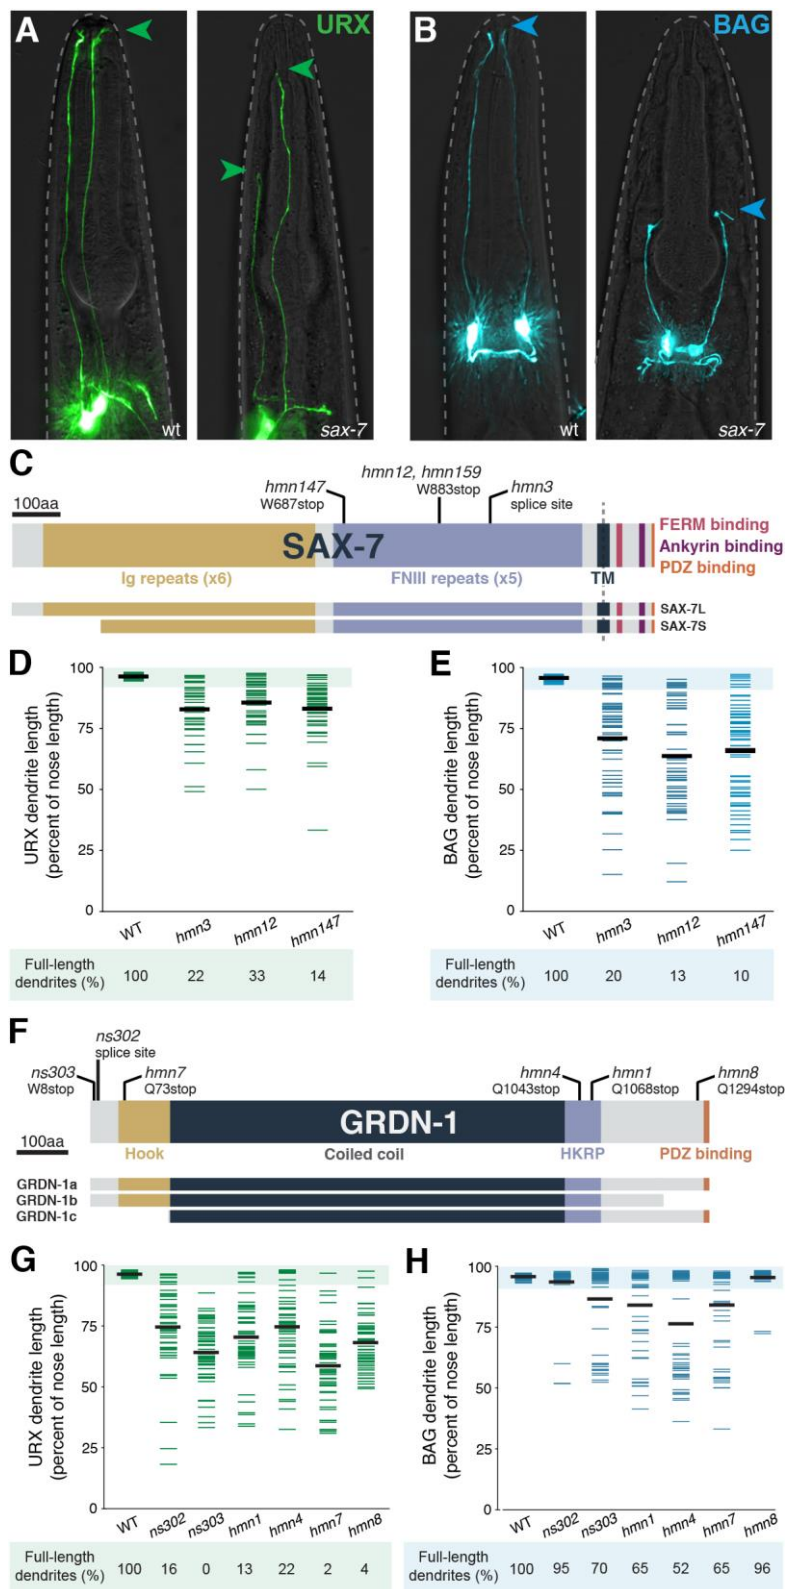 A
URX
wt
sax-7
B
BAG
wt
sax-7
C
100aa
hmn147
W687stop
hmn12, hmn159
W883stop
hmn3
splice site
SAX-7
Ig repeats (x6)
FNIII repeats (x5)
TM
FERM binding
Ankyrin binding
PDZ binding
SAX-7L
SAX-7S
D
URX dendrite length
(percent of nose length)
100
75
50
25
0
WT
hmn3
hmn12
hmn147
Full-length
dendrites (%)
100 22 33 14
E
BAG dendrite length
(percent of nose length)
100
75
50
25
0
WT
hmn3
hmn12
hmn147
Full-length
dendrites (%)
100 20 13 10
F
ns303
W8stop
ns302
splice site
hmn7
Q73stop
hmn4
Q1043stop
hmn1
Q1068stop
hmn8
Q1294stop
GRDN-1
100aa
Hook
Coiled coil
HKRP
PDZ binding
GRDN-1a
GRDN-1b
GRDN-1c
G
URX dendrite length
(percent of nose length)
100
75
50
25
0
WT
ns302
ns303
hmn1
hmn4
hmn7
hmn8
Full-length
dendrites (%)
100 16 0 13 22 2 4
H
BAG dendrite length
(percent of nose length)
100
75
50
25
0
WT
ns302
ns303
hmn1
hmn4
hmn7
hmn8
Full-length
dendrites (%)
100 95 70 65 52 65 96